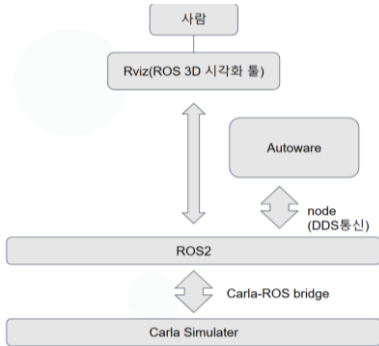 사람
Rviz(ROS 3D 시각화 툴)
Autoware
node
(DDS통신)
ROS2
Carla-ROS bridge
Carla Simulater